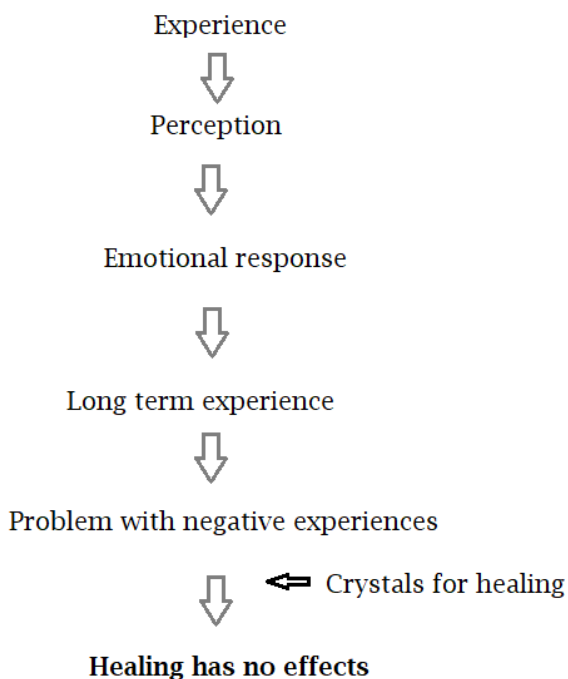 Experience
Perception
Emotional response
Long term experience
Problem with negative experiences
Crystals for healing
Healing has no effects